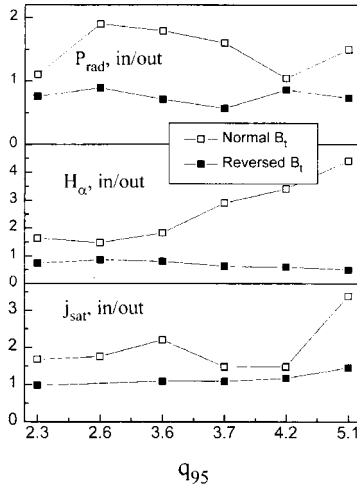 2
1
0
P_rad, in/out
Normal B_t
Reversed B_t
5
4
3
2
1
0
H_α, in/out
3
2
1
0
j_sat, in/out
2.3 2.6 3.6 3.7 4.2 5.1
q_95